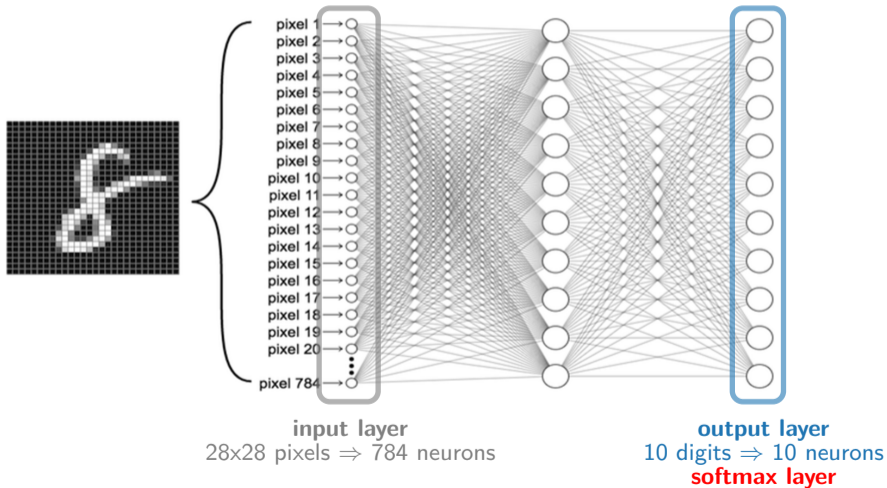 pixel 1
pixel 2
pixel 3
pixel 4
pixel 5
pixel 6
pixel 7
pixel 8
pixel 9
pixel 10
pixel 11
pixel 12
pixel 13
pixel 14
pixel 15
pixel 16
pixel 17
pixel 18
pixel 19
pixel 20
pixel 784
input layer
28x28 pixels ⇒ 784 neurons
output layer
10 digits ⇒ 10 neurons
softmax layer